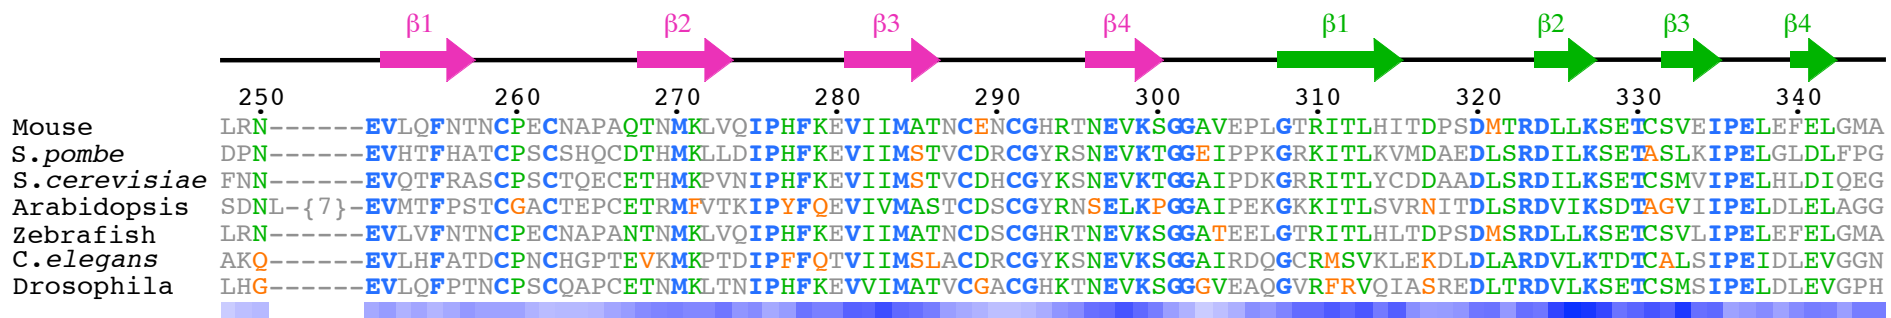 β1 β2 β3 β4 β1 β2 β3 β4
250 260 270 280 290 300 310 320 330 340
Mouse LRN------EVLQFNTNCPECNAPAQTNMKLVQIPHFKEVIIMATNCENCGHRTNEVKSGGAVEPLGTRITLHITDPSDMTRDLLKSETCSVEIPELEFELGMA
S.pombe DPN------EVHTFHATCPSCSHQCDTHMKLLDIPHFKEVIIMSTVCDRCGYRSNEVKTGGEIPPKGRKITLKVMDAEDLSRDILKSETASLKIPELGLDLFPG
S.cerevisiae FNN------EVQTFRASCPSCTQECETHMKPVNIPHFKEVIIMSTVCDHCGYKSNEVKTGGAIPDKGRRITLYCDDAADLSRDILKSETCSMVIPELHLDIQEG
Arabidopsis SDNL-{7}-EVMTFPSTCGACTEPCETRMFVTKIPYFQEVIVMASTCDSCGYRNSELKPGGAIPEKGKKITLSVRNITDLSRDVIKSDTAGVIIPELDLELAGG
Zebrafish LRN------EVLVFNTNCPECNAPANTNMKLVQIPHFKEVIIMATNCDSCGHRTNEVKSGGATEELGTRITLHLTDPSDMSRDLLKSETCSVLIPELEFELGMA
C.elegans AKQ------EVLHFATDCPNCHGPTEVKMKPTDIPFFQTVIIMSLACDRCGYKSNEVKSGGAIRDQGCRMSVKLEKDLDLARDVLKTDTCALSIPEIDLEVGGN
Drosophila LHG------EVLQFPTNCPSCQAPCETNMKLTNIPHFKEVVIMATVCGACGHKTNEVKSGGGVEAQGVRFRVQIASREDLTRDVLKSETCSMSIPELDLEVGPH